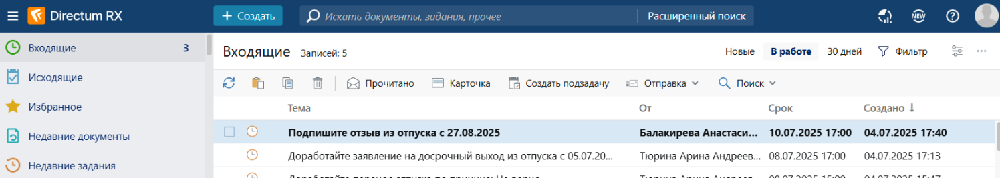 Directum RX
Создать
Искать документы, задания, прочее
Расширенный поиск
NEW
Входящие 3
Исходящие
Избранное
Недавние документы
Недавние задания
Входящие Записей: 5
Новые В работе 30 дней Фильтр
Прочитано Карточка Создать подзадачу Отправка Поиск
Тема От Срок Создано
Подпишите отзыв из отпуска с 27.08.2025 Балакирева Анастаси... 10.07.2025 17:00 04.07.2025 17:40
Доработайте заявление на досрочный выход из отпуска с 05.07.20... Тюрина Арина Андреев... 08.07.2025 17:00 04.07.2025 17:13